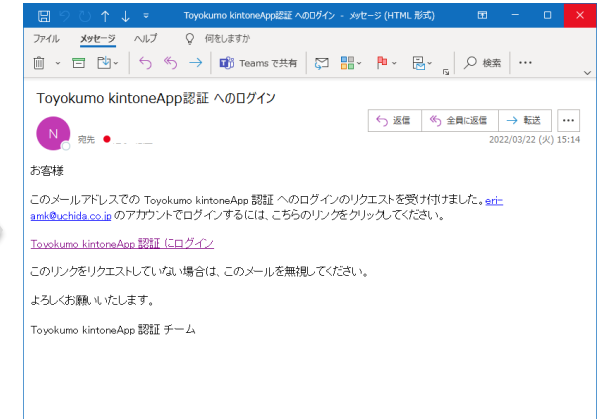 Toyokumo kintoneApp認証 へのログイン - メッセージ (HTML 形式)
ファイル メッセージ ヘルプ 何をしますか
Teams で共有 検索
Toyokumo kintoneApp認証 へのログイン
返信 全員に返信 転送
N 宛先
2022/03/22 (火) 15:14
お客様
このメールアドレスでの Toyokumo kintoneApp 認証 へのログインのリクエストを受け付けました。eri-
amk@uchida.co.jp のアカウントでログインするには、こちらのリンクをクリックしてください。
Toyokumo kintoneApp 認証 にログイン
このリンクをリクエストしていない場合は、このメールを無視してください。
よろしくお願いいたします。
Toyokumo kintoneApp 認証 チーム